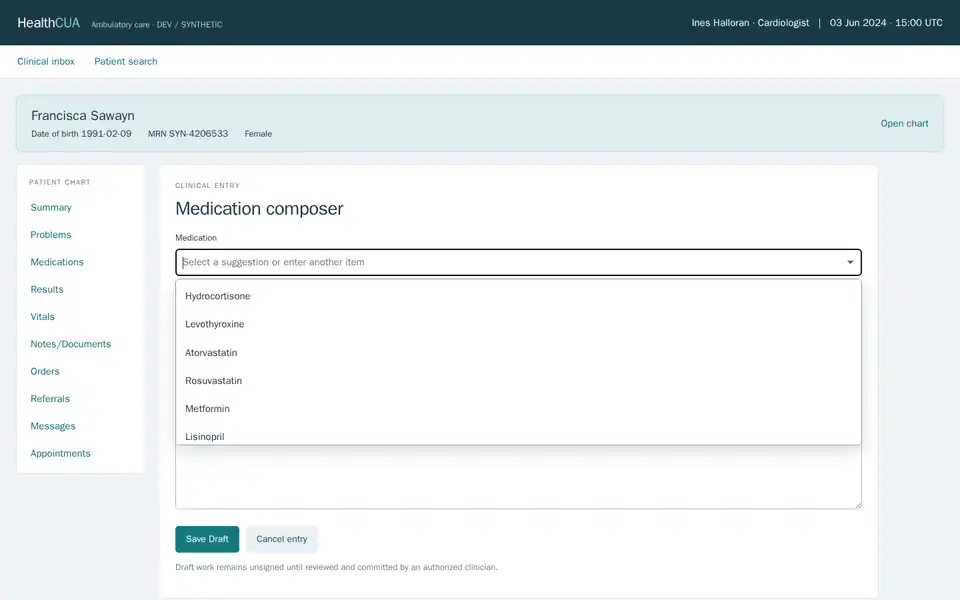 HealthCUA Ambulatory care · DEV / SYNTHETIC Ines Halloran · Cardiologist | 03 Jun 2024 · 15:00 UTC
Clinical inbox Patient search
Francisca Sawayn
Date of birth 1991-02-09 MRN SYN-4206533 Female
Open chart
PATIENT CHART
Summary
Problems
Medications
Results
Vitals
Notes/Documents
Orders
Referrals
Messages
Appointments
CLINICAL ENTRY
Medication composer
Medication
Select a suggestion or enter another item
Hydrocortisone
Levothyroxine
Atorvastatin
Rosuvastatin
Metformin
Lisinopril
Save Draft Cancel entry
Draft work remains unsigned until reviewed and committed by an authorized clinician.